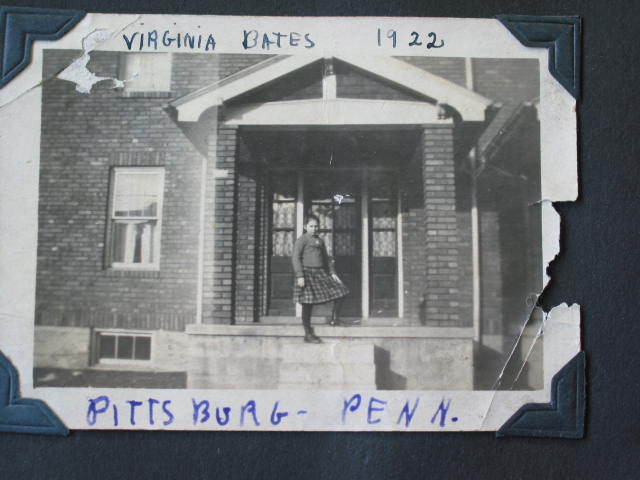 VIRGINIA BATES 1922
PITTSBURG - PENN.